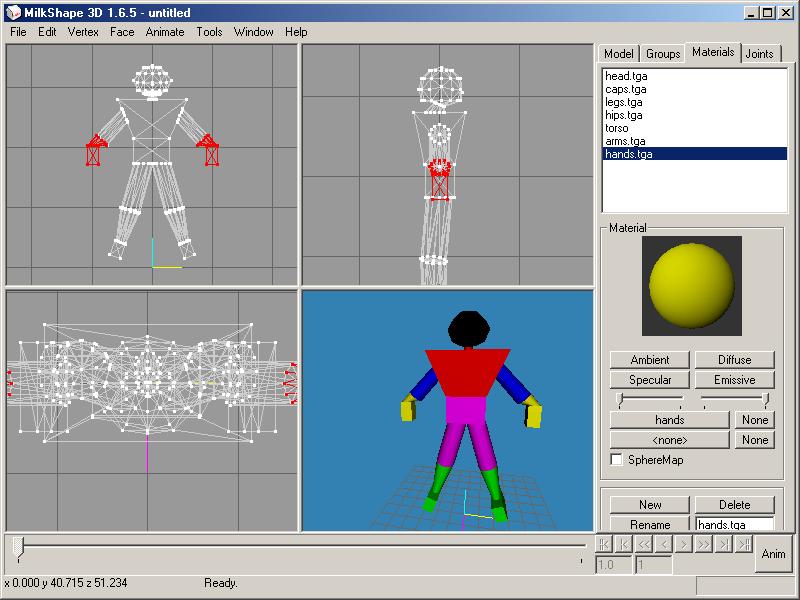 MilkShape 3D 1.6.5 - untitled
File Edit Vertex Face Animate Tools Window Help
Model Groups Materials Joints
head.tga
caps.tga
legs.tga
hips.tga
torso
arms.tga
hands.tga
Material
Ambient Diffuse
Specular Emissive
hands None
<none> None
SphereMap
New Delete
Rename hands.tga
|< |< << < > >> >| >|
1.0 1 Anim
x 0.000 y 40.715 z 51.234 Ready.